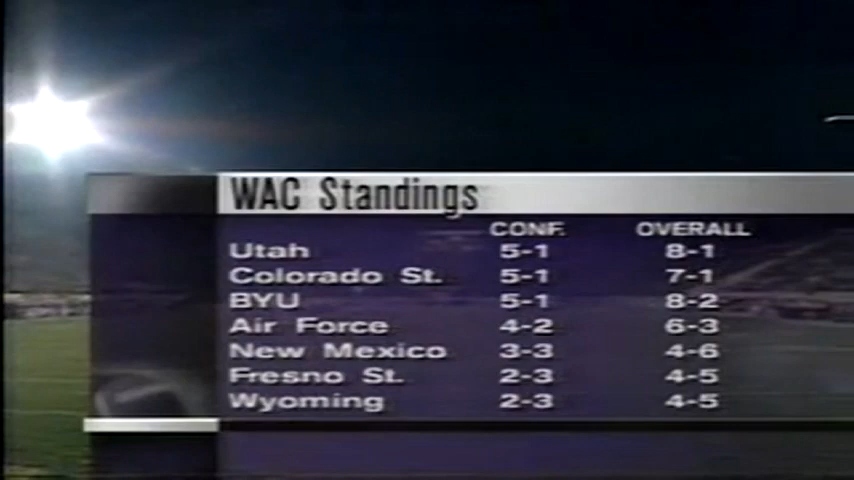 WAC Standings
CONF. OVERALL
Utah 5-1 8-1
Colorado St. 5-1 7-1
BYU 5-1 8-2
Air Force 4-2 6-3
New Mexico 3-3 4-6
Fresno St. 2-3 4-5
Wyoming 2-3 4-5